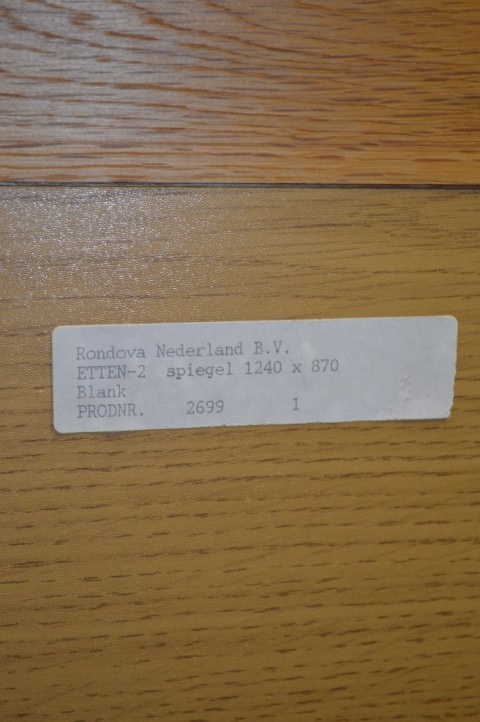 Rondova Nederland B.V.
ETTEN-2 spiegel 1240 x 870
Blank
PRODNR. 2699 1